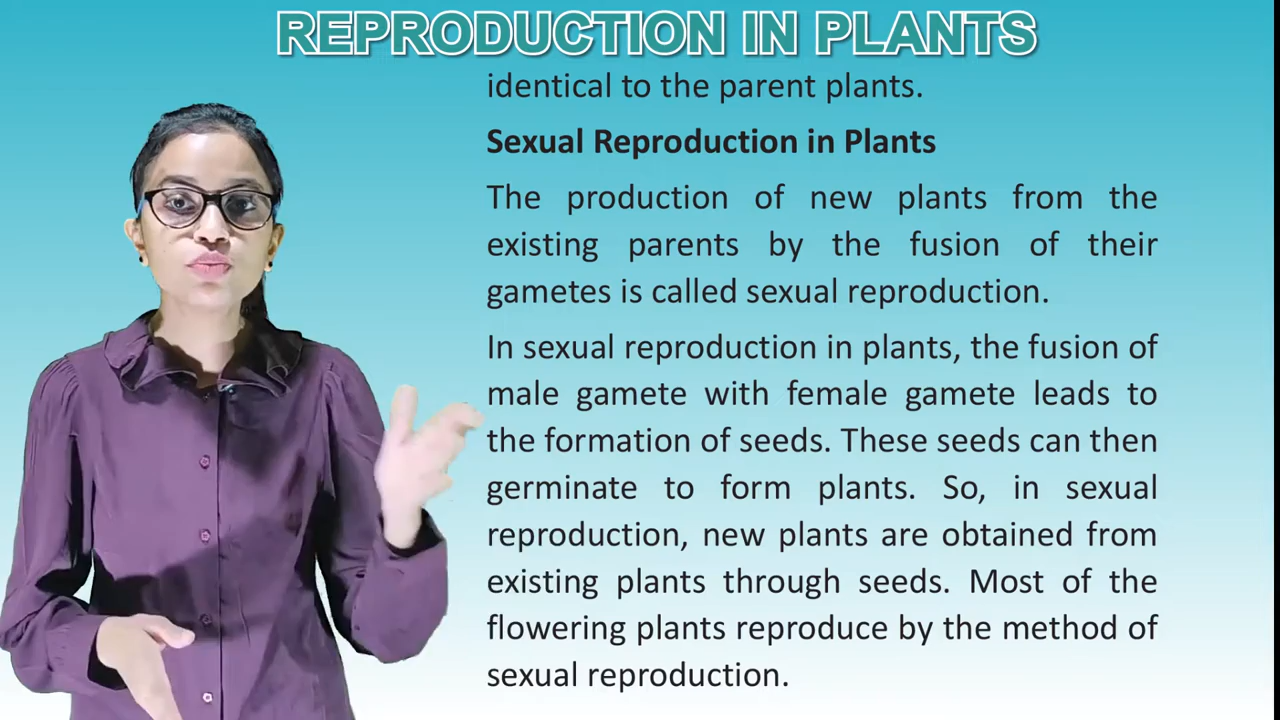 REPRODUCTION IN PLANTS
identical to the parent plants.
Sexual Reproduction in Plants
The production of new plants from the
existing parents by the fusion of their
gametes is called sexual reproduction.
In sexual reproduction in plants, the fusion of
male gamete with female gamete leads to
the formation of seeds. These seeds can then
germinate to form plants. So, in sexual
reproduction, new plants are obtained from
existing plants through seeds. Most of the
flowering plants reproduce by the method of
sexual reproduction.